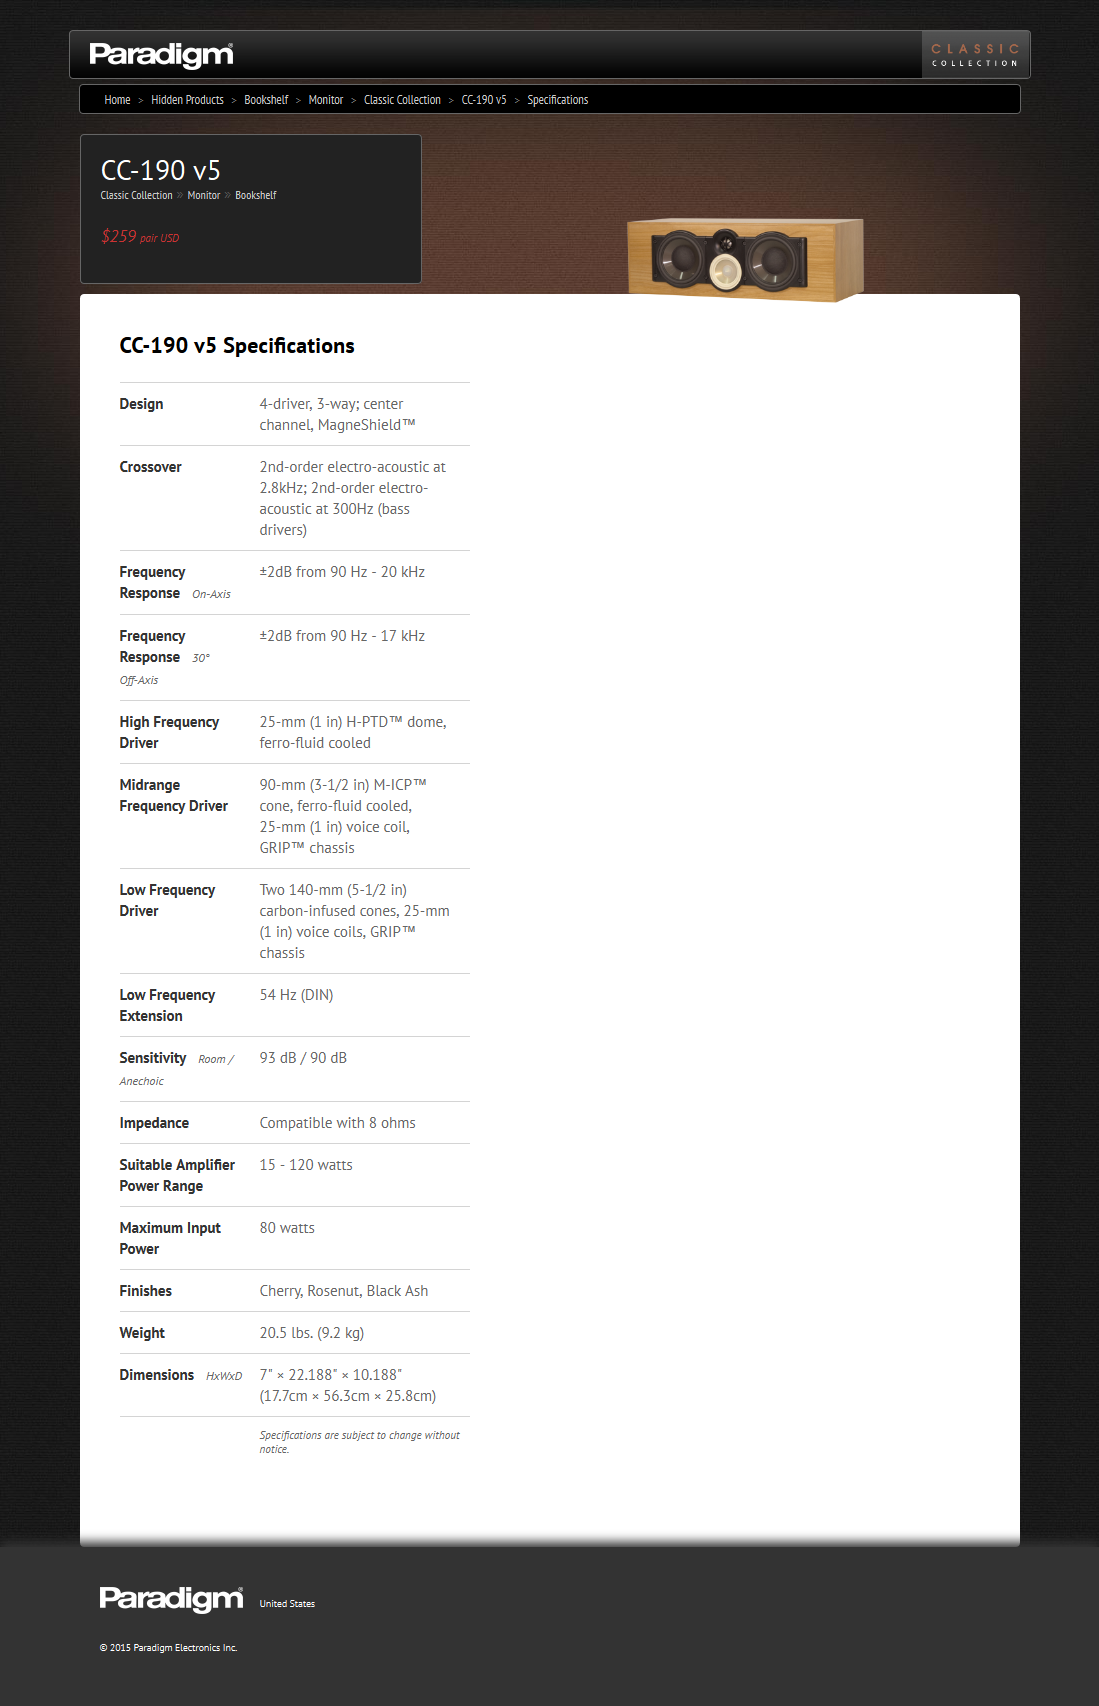 Paradigm®
CLASSIC
COLLECTION
Home > Hidden Products > Bookshelf > Monitor > Classic Collection > CC-190 v5 > Specifications
CC-190 v5
Classic Collection » Monitor » Bookshelf
$259 pair USD
CC-190 v5 Specifications
Design
4-driver, 3-way; center
channel, MagneShield™
Crossover
2nd-order electro-acoustic at
2.8kHz; 2nd-order electro-
acoustic at 300Hz (bass
drivers)
Frequency
Response On-Axis
±2dB from 90 Hz - 20 kHz
Frequency
Response 30°
Off-Axis
±2dB from 90 Hz - 17 kHz
High Frequency
Driver
25-mm (1 in) H-PTD™ dome,
ferro-fluid cooled
Midrange
Frequency Driver
90-mm (3-1/2 in) M-ICP™
cone, ferro-fluid cooled,
25-mm (1 in) voice coil,
GRIP™ chassis
Low Frequency
Driver
Two 140-mm (5-1/2 in)
carbon-infused cones, 25-mm
(1 in) voice coils, GRIP™
chassis
Low Frequency
Extension
54 Hz (DIN)
Sensitivity Room /
Anechoic
93 dB / 90 dB
Impedance
Compatible with 8 ohms
Suitable Amplifier
Power Range
15 - 120 watts
Maximum Input
Power
80 watts
Finishes
Cherry, Rosenut, Black Ash
Weight
20.5 lbs. (9.2 kg)
Dimensions HxWxD
7" × 22.188" × 10.188"
(17.7cm × 56.3cm × 25.8cm)
Specifications are subject to change without
notice.
Paradigm®
United States
© 2015 Paradigm Electronics Inc.